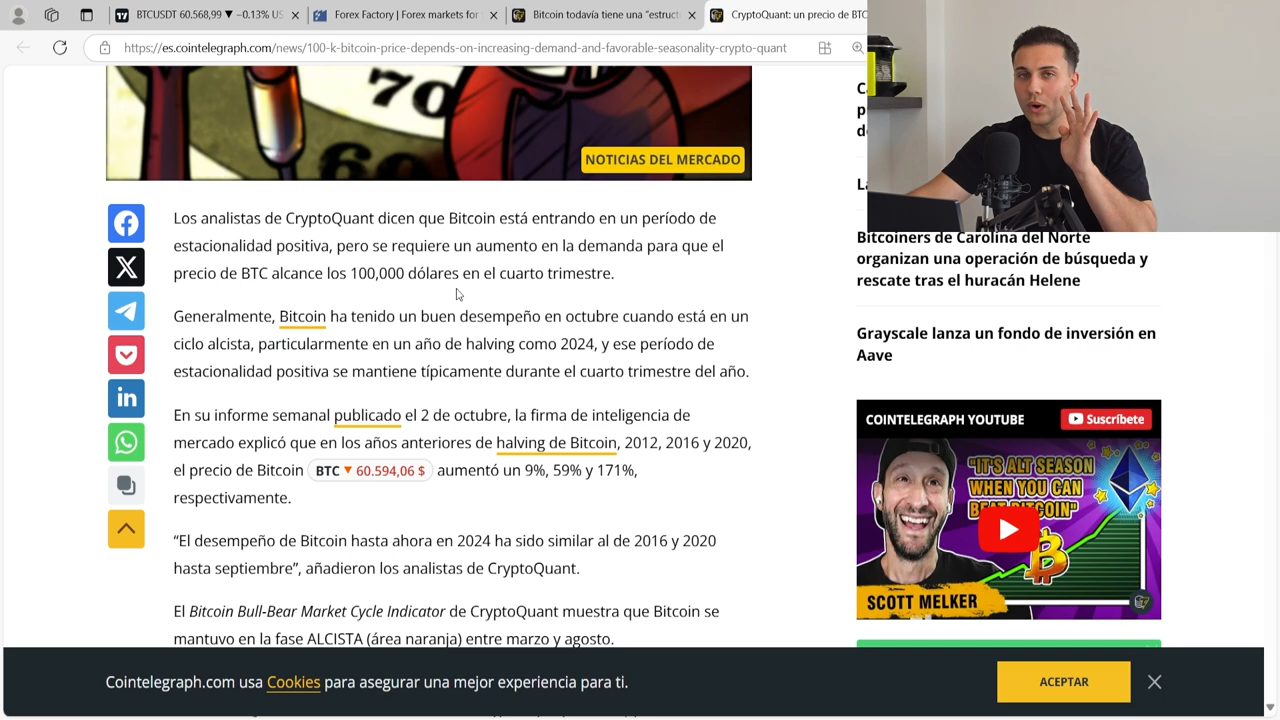 BTCUSDT 60.568,99 ▼ −0.13% US
Forex Factory | Forex markets for
Bitcoin todavía tiene una “estruct
CryptoQuant: un precio de BTC
https://es.cointelegraph.com/news/100-k-bitcoin-price-depends-on-increasing-demand-and-favorable-seasonality-crypto-quant
70
60
NOTICIAS DEL MERCADO
Los analistas de CryptoQuant dicen que Bitcoin está entrando en un período de
estacionalidad positiva, pero se requiere un aumento en la demanda para que el
precio de BTC alcance los 100,000 dólares en el cuarto trimestre.
Generalmente, Bitcoin ha tenido un buen desempeño en octubre cuando está en un
ciclo alcista, particularmente en un año de halving como 2024, y ese período de
estacionalidad positiva se mantiene típicamente durante el cuarto trimestre del año.
En su informe semanal publicado el 2 de octubre, la firma de inteligencia de
mercado explicó que en los años anteriores de halving de Bitcoin, 2012, 2016 y 2020,
el precio de Bitcoin BTC ▼ 60.594,06 $ aumentó un 9%, 59% y 171%,
respectivamente.
“El desempeño de Bitcoin hasta ahora en 2024 ha sido similar al de 2016 y 2020
hasta septiembre”, añadieron los analistas de CryptoQuant.
El Bitcoin Bull-Bear Market Cycle Indicator de CryptoQuant muestra que Bitcoin se
mantuvo en la fase ALCISTA (área naranja) entre marzo y agosto.
Bitcoiners de Carolina del Norte
organizan una operación de búsqueda y
rescate tras el huracán Helene
Grayscale lanza un fondo de inversión en
Aave
COINTELEGRAPH YOUTUBE
Suscríbete
"IT'S ALT SEASON
WHEN YOU CAN
BEAT BITCOIN"
SCOTT MELKER
Cointelegraph.com usa Cookies para asegurar una mejor experiencia para ti.
ACEPTAR